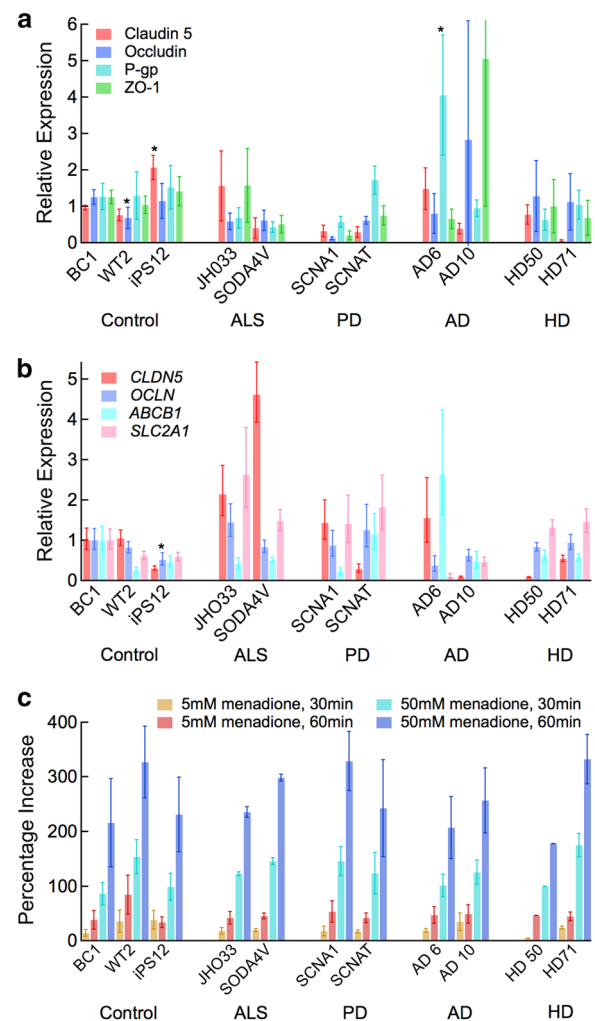 a
Relative Expression
6
5
4
3
2
1
0
Claudin 5
Occludin
P-gp
ZO-1
*
*
*
BC1 WT2 iPS12 JH033 SODA4V SCNA1 SCNAT AD6 AD10 HD50 HD71
Control ALS PD AD HD
b
Relative Expression
5
4
3
2
1
0
CLDN5
OCLN
ABCB1
SLC2A1
*
BC1 WT2 iPS12 JHO33 SODA4V SCNA1 SCNAT AD6 AD10 HD50 HD71
Control ALS PD AD HD
c
Percentage Increase
400
300
200
100
0
5mM menadione, 30min 50mM menadione, 30min
5mM menadione, 60min 50mM menadione, 60min
BC1 WT2 iPS12 JHO33 SODA4V SCNA1 SCNAT AD 6 AD 10 HD 50 HD71
Control ALS PD AD HD